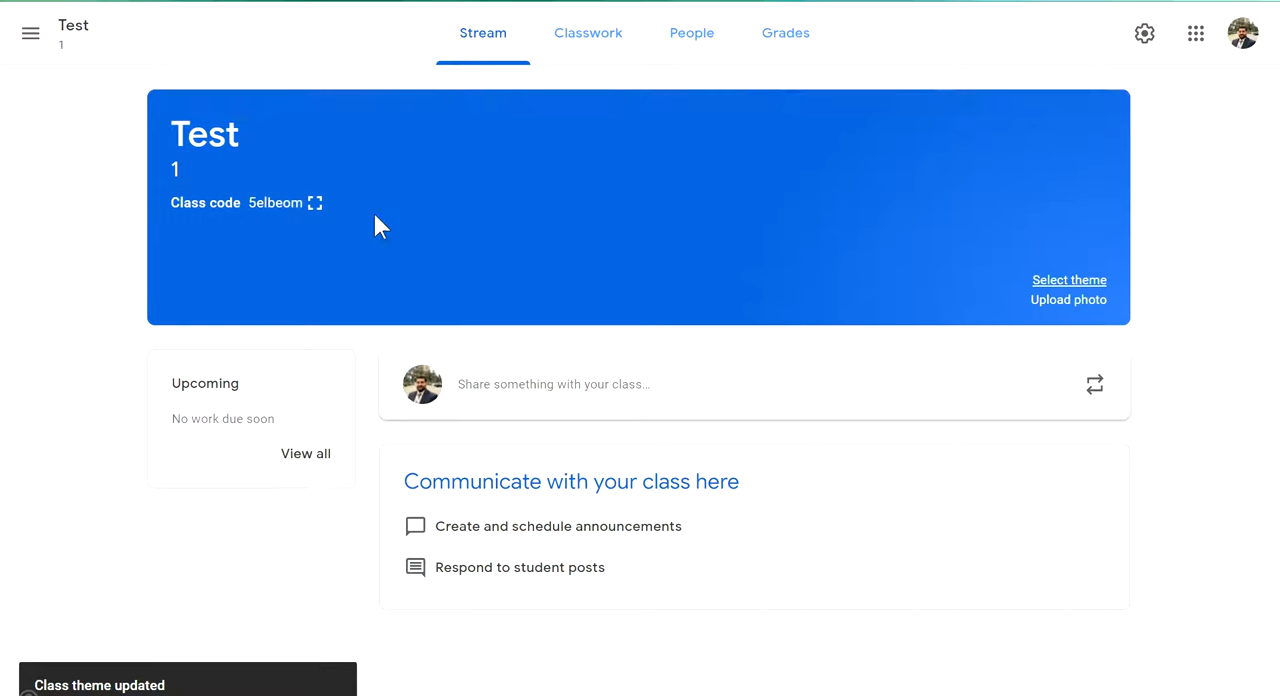 Test
1
Stream
Classwork
People
Grades
Test
1
Class code 5elbeom
Select theme
Upload photo
Upcoming
No work due soon
View all
Share something with your class...
Communicate with your class here
Create and schedule announcements
Respond to student posts
Class theme updated